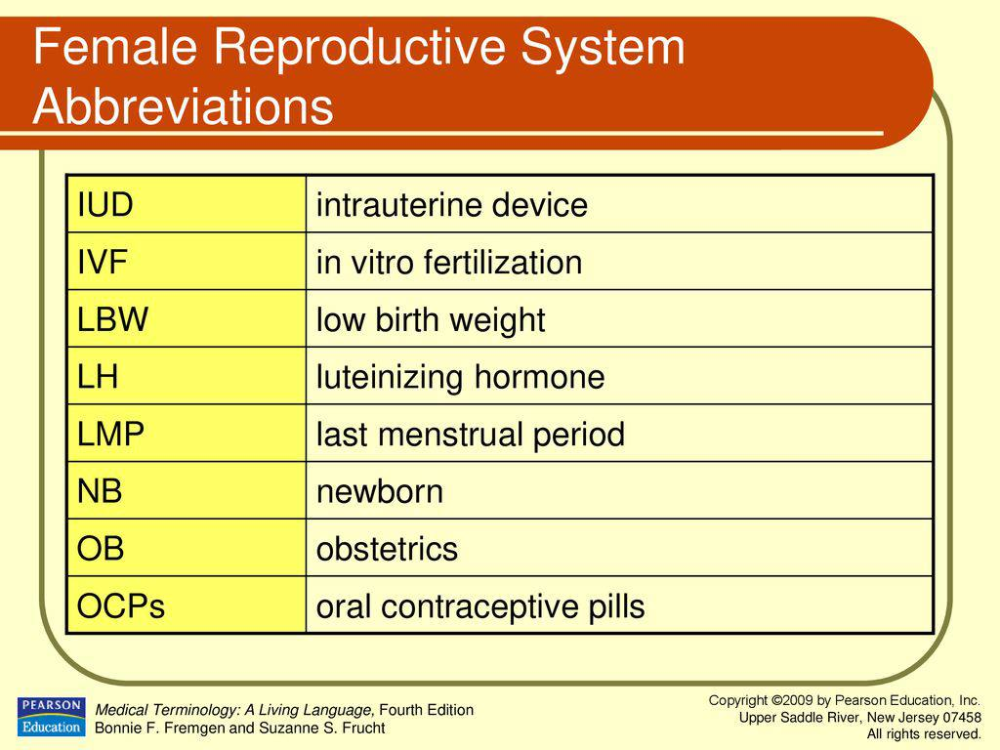 Female Reproductive System
Abbreviations
IUD intrauterine device
IVF in vitro fertilization
LBW low birth weight
LH luteinizing hormone
LMP last menstrual period
NB newborn
OB obstetrics
OCPs oral contraceptive pills
PEARSON
Education
Medical Terminology: A Living Language, Fourth Edition
Bonnie F. Fremgen and Suzanne S. Frucht
Copyright ©2009 by Pearson Education, Inc.
Upper Saddle River, New Jersey 07458
All rights reserved.